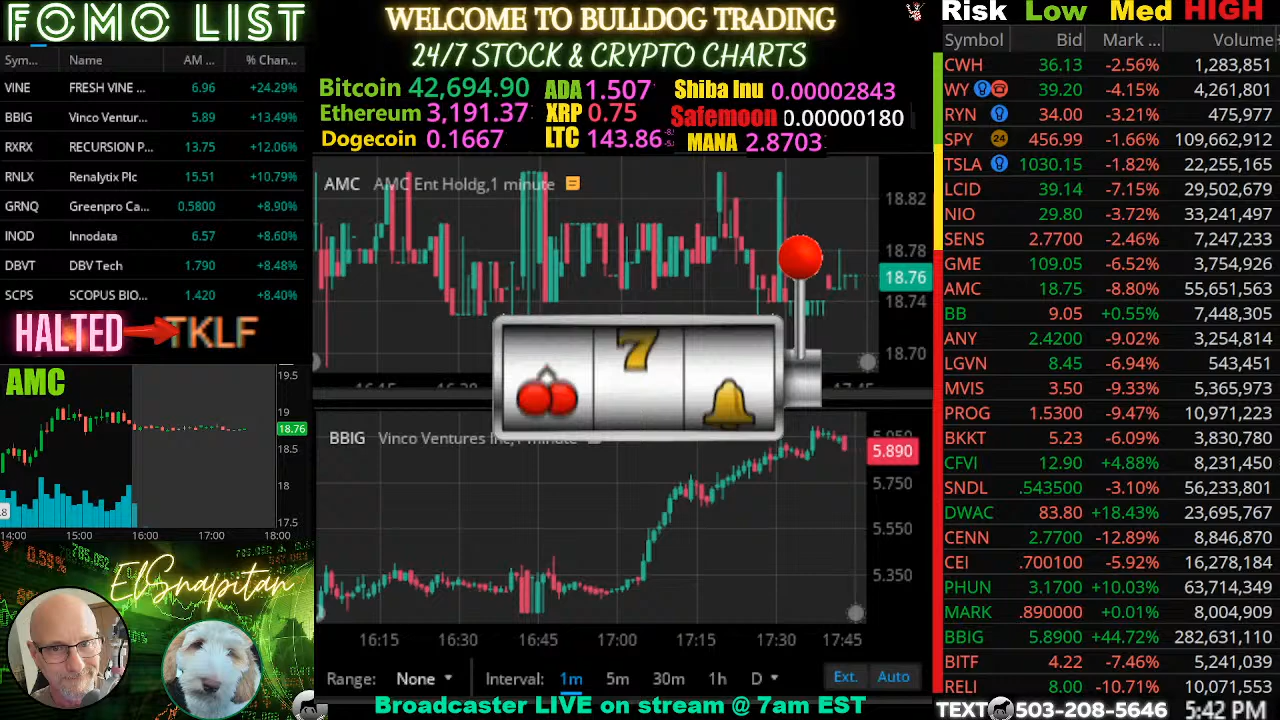 FOMO LIST
Sym... Name AM ... % Chan...
VINE FRESH VINE ... 6.96 +24.29%
BBIG Vinco Ventur... 5.89 +13.49%
RXRX RECURSION P... 13.75 +12.06%
RNLX Renalytix Plc 15.51 +10.79%
GRNQ Greenpro Ca... 0.5800 +8.90%
INOD Innodata 6.57 +8.60%
DBVT DBV Tech 1.790 +8.48%
SCPS SCOPUS BIO... 1.420 +8.40%
HALTED TKLF
AMC
19.5
19
18.76
18.5
18
17.5
14:00 15:00 16:00 17:00 18:00
ElSnapitan
WELCOME TO BULLDOG TRADING
24/7 STOCK & CRYPTO CHARTS
Bitcoin 42,694.90 ADA 1.507 Shiba Inu 0.00002843
Ethereum 3,191.37 XRP 0.75 Safemoon 0.00000180
Dogecoin 0.1667 LTC 143.86 MANA 2.8703
AMC AMC Ent Holdg,1 minute
18.82
18.78
18.76
18.74
18.70
7
BBIG Vinco Ventures Inc,1 minute
5.890
5.750
5.550
5.350
16:15 16:30 16:45 17:00 17:15 17:30 17:45
Range: None Interval: 1m 5m 30m 1h D Ext. Auto
Broadcaster LIVE on stream @ 7am EST
Risk Low Med HIGH
Symbol Bid Mark ... Volume
CWH 36.13 -2.56% 1,283,851
WY 39.20 -4.15% 4,261,801
RYN 34.00 -3.21% 475,977
SPY 24 456.99 -1.66% 109,662,912
TSLA 1030.15 -1.82% 22,255,165
LCID 39.14 -7.15% 29,502,679
NIO 29.80 -3.72% 33,241,497
SENS 2.7700 -2.46% 7,247,233
GME 109.05 -6.52% 3,754,926
AMC 18.75 -8.80% 55,651,563
BB 9.05 +0.55% 7,448,305
ANY 2.4200 -9.02% 3,254,814
LGVN 8.45 -6.94% 543,451
MVIS 3.50 -9.33% 5,365,973
PROG 1.5300 -9.47% 10,971,223
BKKT 5.23 -6.09% 3,830,780
CFVI 12.90 +4.88% 8,231,450
SNDL .543500 -3.10% 56,233,801
DWAC 83.80 +18.43% 23,695,767
CENN 2.7700 -12.89% 8,846,870
CEI .700100 -5.92% 16,278,184
PHUN 3.1700 +10.03% 63,714,349
MARK .890000 +0.01% 8,004,909
BBIG 5.8900 +44.72% 282,631,110
BITF 4.22 -7.46% 5,241,039
RELI 8.00 -10.71% 10,071,553
TEXT 503-208-5646 5:42 PM